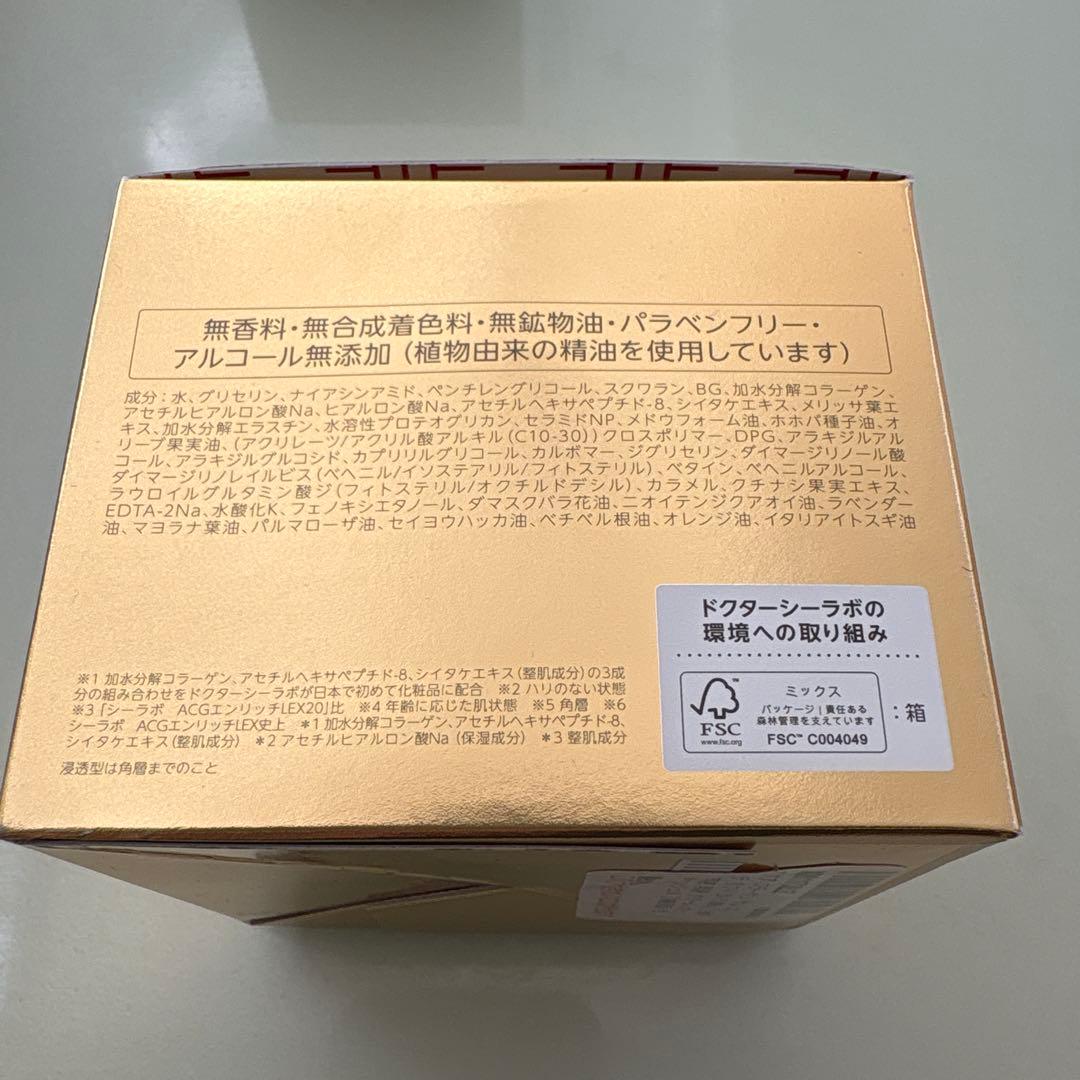 無香料・無合成着色料・無鉱物油・パラベンフリー・
アルコール無添加（植物由来の精油を使用しています）
成分：水、グリセリン、ナイアシンアミド、ペンチレングリコール、スクワラン、BG、加水分解コラーゲン、
アセチルヒアルロン酸Na、ヒアルロン酸Na、アセチルヘキサペプチド-8、シイタケエキス、メリッサ葉エ
キス、加水分解エラスチン、水溶性プロテオグリカン、セラミドNP、メドウフォーム油、ホホバ種子油、オ
リーブ果実油、（アクリレーツ/アクリル酸アルキル（C10-30））クロスポリマー、DPG、アラキジルアル
コール、アラキジルグルコシド、カプリリルグリコール、カルボマー、ジグリセリン、ダイマージリノール酸
ダイマージリノレイルビス（ベヘニル/イソステアリル/フィトステリル）、ベタイン、ベヘニルアルコール、
ラウロイルグルタミン酸ジ（フィトステリル/オクチルドデシル）、カラメル、クチナシ果実エキス、
EDTA-2Na、水酸化K、フェノキシエタノール、ダマスクバラ花油、ニオイテンジクアオイ油、ラベンダー
油、マヨラナ葉油、パルマローザ油、セイヨウハッカ油、ベチベル根油、オレンジ油、イタリアイトスギ油
※1 加水分解コラーゲン、アセチルヘキサペプチド-8、シイタケエキス（整肌成分）の3成
分の組み合わせをドクターシーラボが日本で初めて化粧品に配合　※2 ハリのない状態
※3「シーラボ　ACGエンリッチLEX20」比　※4 年齢に応じた肌状態　※5 角層　※6
シーラボ　ACGエンリッチLEX史上　＊1 加水分解コラーゲン、アセチルヘキサペプチド-8、
シイタケエキス（整肌成分）　＊2 アセチルヒアルロン酸Na（保湿成分）　＊3 整肌成分
浸透型は角層までのこと
ドクターシーラボの
環境への取り組み
FSC
www.fsc.org
ミックス
パッケージ｜責任ある
森林管理を支えています
FSC™ C004049
：箱